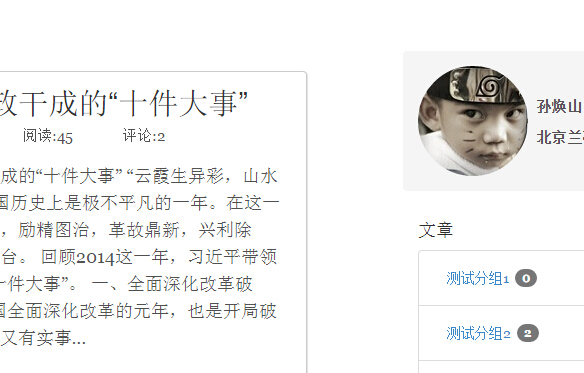 干成的“十件大事”
阅读:45 评论:2
成的“十件大事” “云霞生异彩，山水
国历史上是极不平凡的一年。在这一
，励精图治，革故鼎新，兴利除
台。 回顾2014这一年，习近平带领
十件大事”。 一、全面深化改革破
国全面深化改革的元年，也是开局破
又有实事...
孙焕山
北京兰
文章
测试分组1 0
测试分组2 2